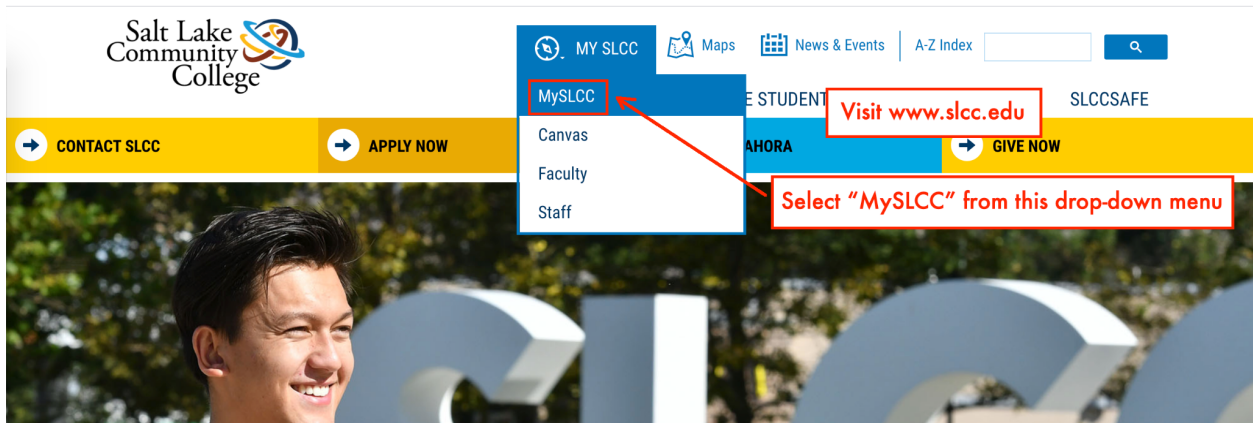 Salt Lake
Community
College
MY SLCC
Maps
News & Events
A-Z Index
MySLCC
E STUDENT
Visit www.slcc.edu
SLCCSAFE
Canvas
Faculty
Staff
CONTACT SLCC
APPLY NOW
AHORA
GIVE NOW
Select “MySLCC” from this drop-down menu
SLCC